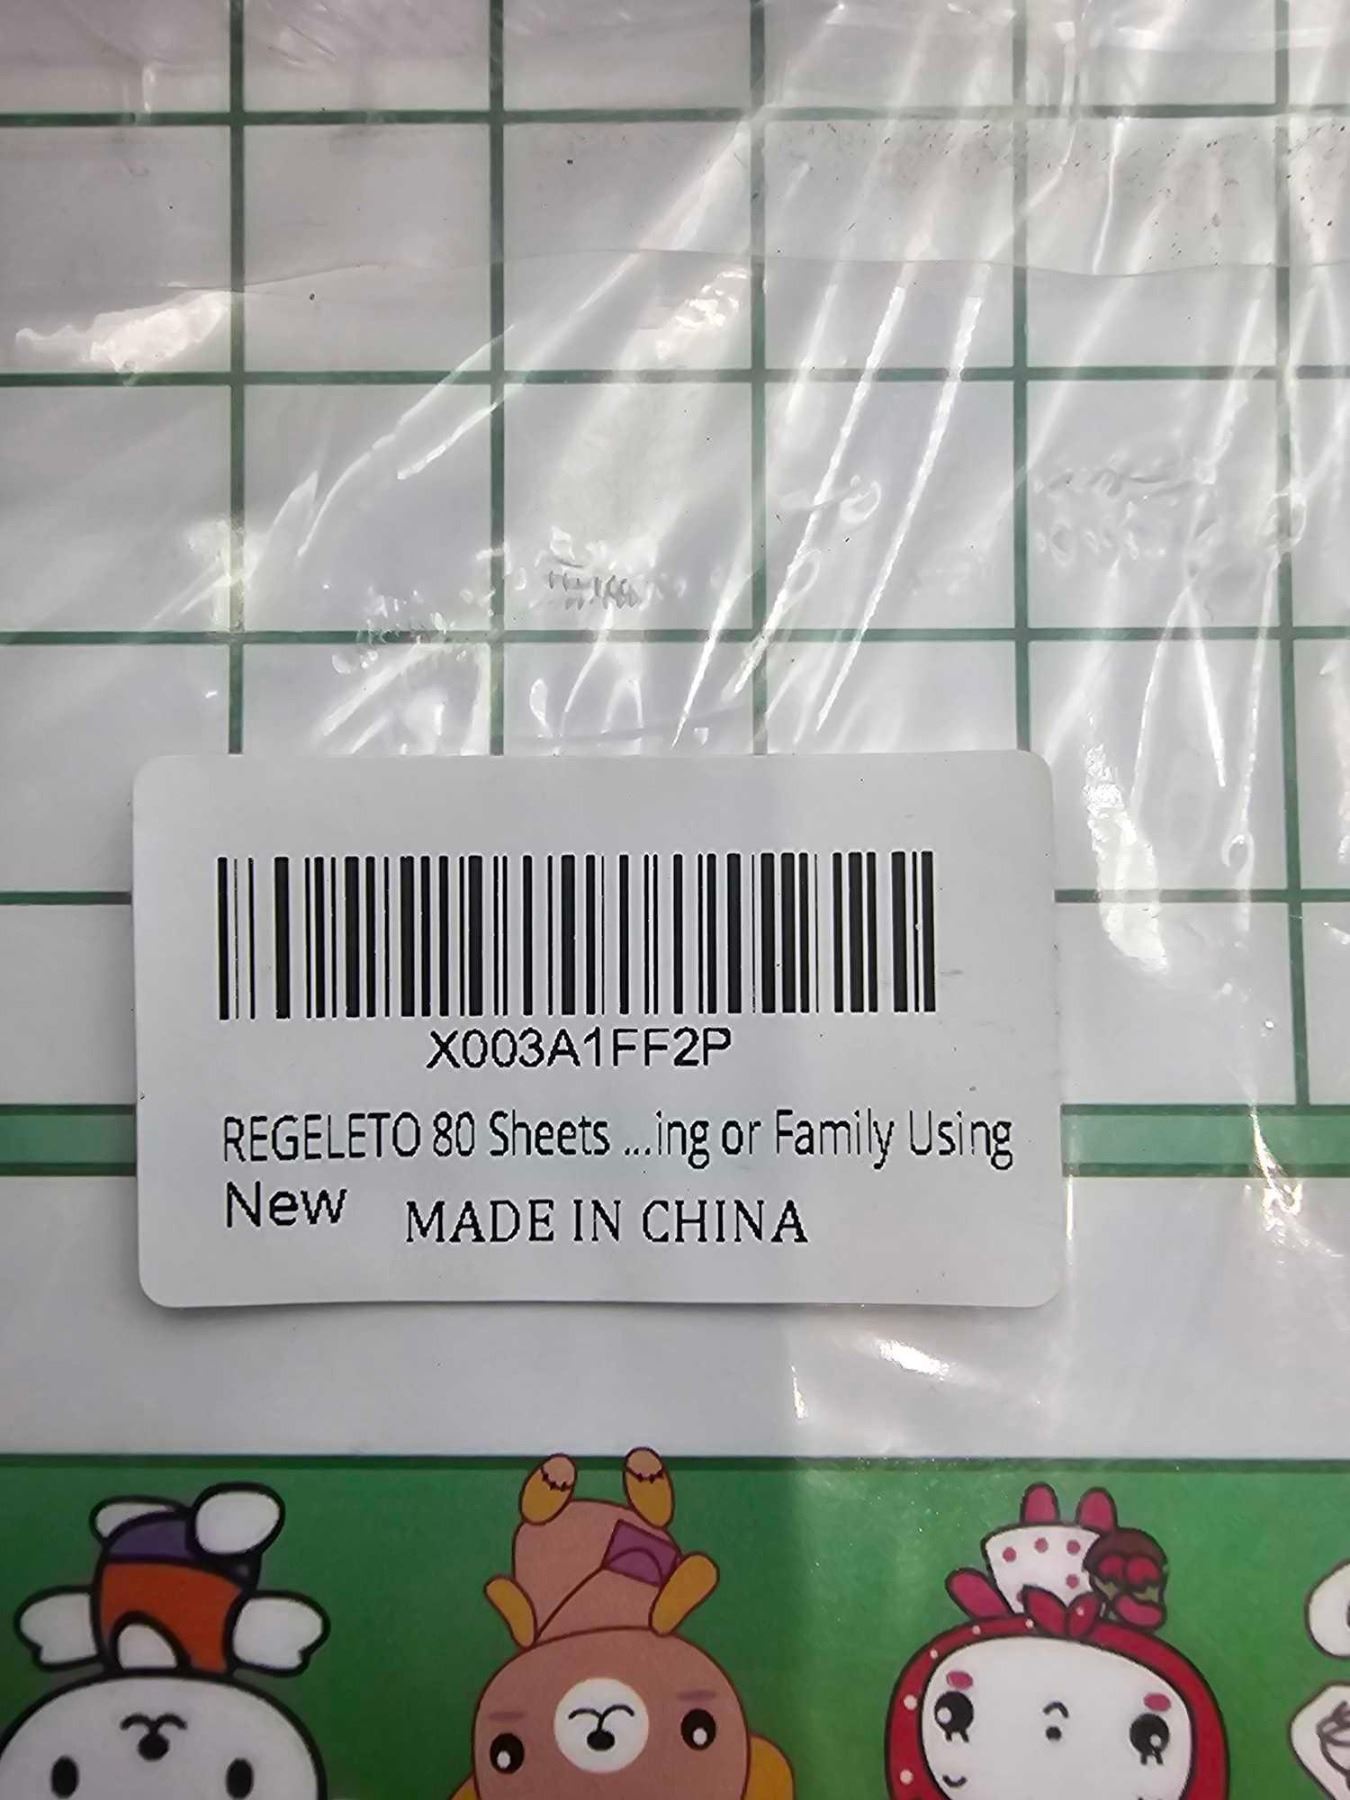 X003A1FF2P
REGELETO 80 Sheets ...ing or Family Using
New MADE IN CHINA